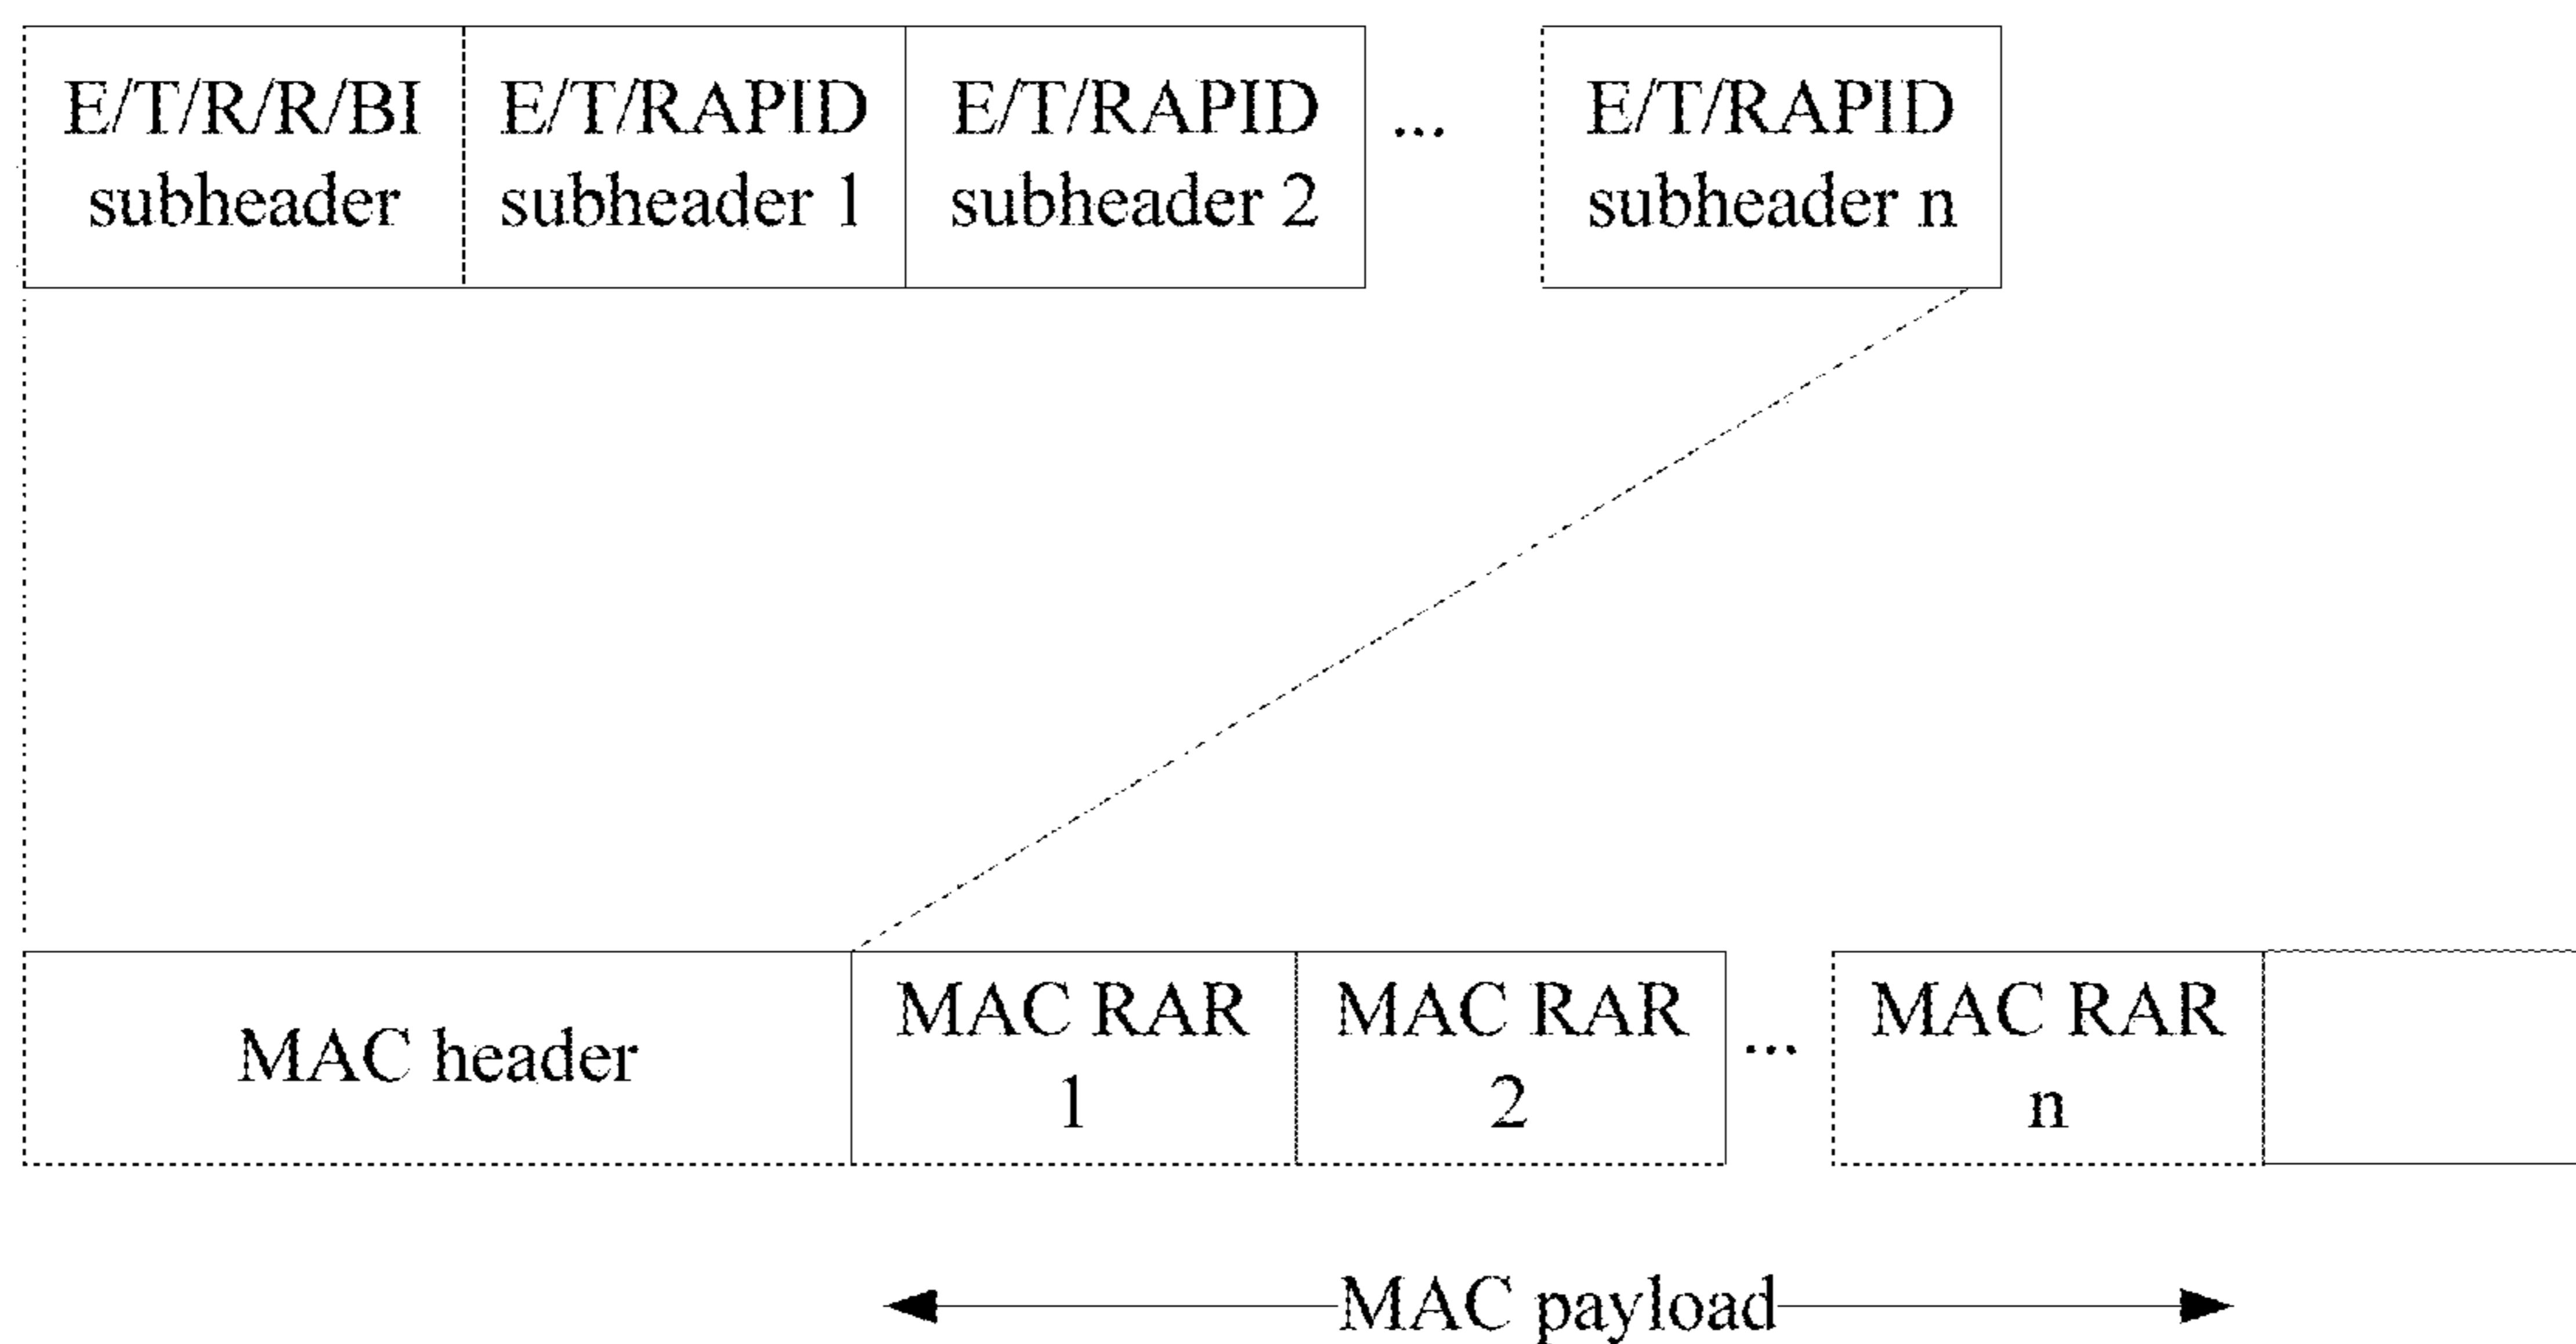 E/T/R/R/BI
subheader
E/T/RAPID
subheader 1
E/T/RAPID
subheader 2
...
E/T/RAPID
subheader n
MAC header
MAC RAR
1
MAC RAR
2
...
MAC RAR
n
MAC payload